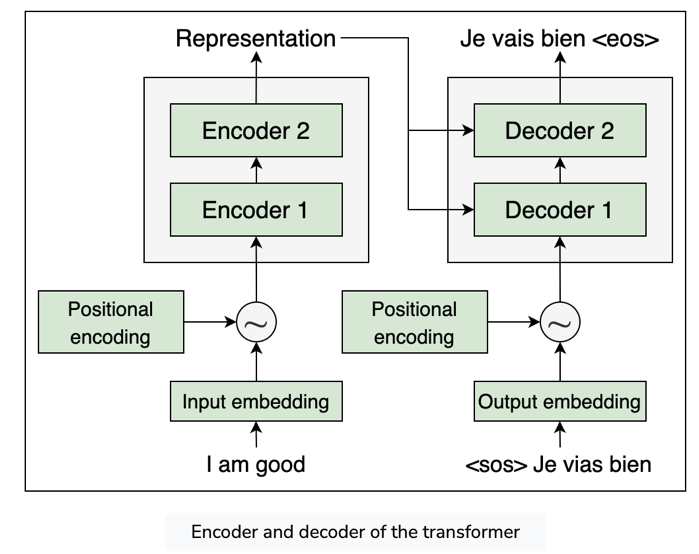 Representation
Je vais bien <eos>
Encoder 2
Decoder 2
Encoder 1
Decoder 1
Positional
encoding
~
Positional
encoding
~
Input embedding
Output embedding
I am good
<sos> Je vias bien
Encoder and decoder of the transformer